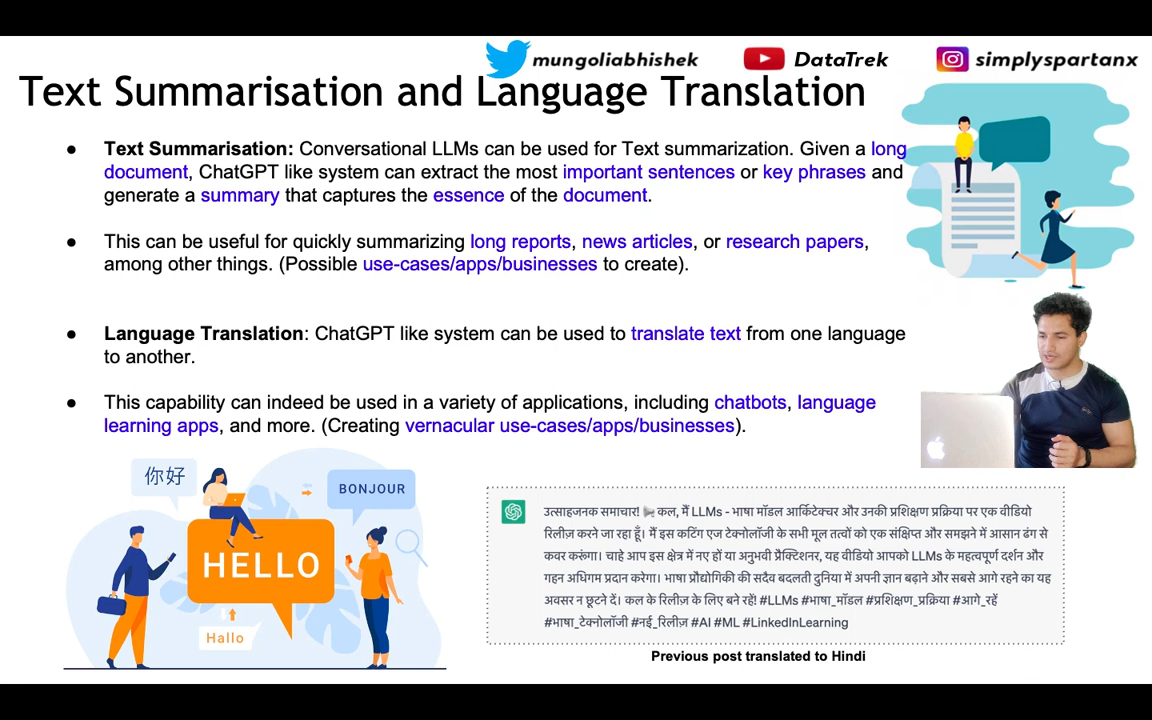 mungoliabhishek
DataTrek
simplyspartanx
Text Summarisation and Language Translation
● Text Summarisation: Conversational LLMs can be used for Text summarization. Given a long
document, ChatGPT like system can extract the most important sentences or key phrases and
generate a summary that captures the essence of the document.
● This can be useful for quickly summarizing long reports, news articles, or research papers,
among other things. (Possible use-cases/apps/businesses to create).
● Language Translation: ChatGPT like system can be used to translate text from one language
to another.
● This capability can indeed be used in a variety of applications, including chatbots, language
learning apps, and more. (Creating vernacular use-cases/apps/businesses).
你好
BONJOUR
HELLO
Hallo
उत्साहजनक समाचार! 📣 कल, मैं LLMs - भाषा मॉडल आर्किटेक्चर और उनकी प्रशिक्षण प्रक्रिया पर एक वीडियो
रिलीज़ करने जा रहा हूँ। मैं इस कटिंग एज टेक्नोलॉजी के सभी मूल तत्वों को एक संक्षिप्त और समझने में आसान ढंग से
कवर करूंगा। चाहे आप इस क्षेत्र में नए हों या अनुभवी प्रैक्टिशनर, यह वीडियो आपको LLMs के महत्वपूर्ण दर्शन और
गहन अधिगम प्रदान करेगा। भाषा प्रौद्योगिकी की सदैव बदलती दुनिया में अपनी ज्ञान बढ़ाने और सबसे आगे रहने का यह
अवसर न छूटने दें। कल के रिलीज़ के लिए बने रहें! #LLMs #भाषा_मॉडल #प्रशिक्षण_प्रक्रिया #आगे_रहें
#भाषा_टेक्नोलॉजी #नई_रिलीज़ #AI #ML #LinkedInLearning
Previous post translated to Hindi